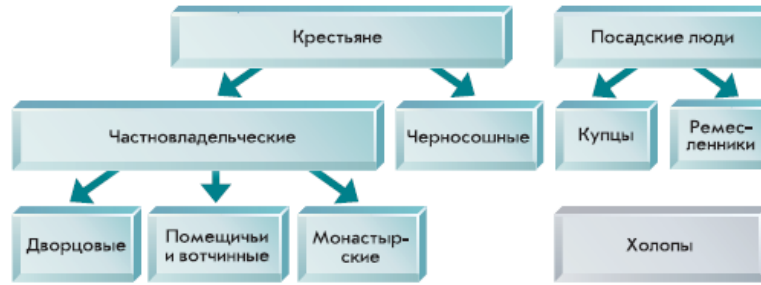 Крестьяне
Посадские люди
Частновладельческие
Черносошные
Купцы
Ремес-
ленники
Дворцовые
Помещичьи
и вотчинные
Монастыр-
ские
Холопы